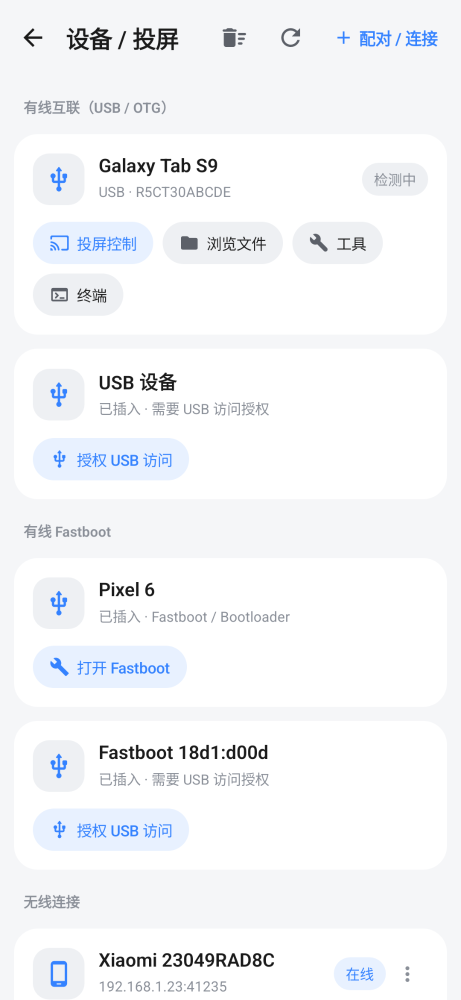 设备 / 投屏
配对 / 连接
有线互联（USB / OTG）
Galaxy Tab S9
USB · R5CT30ABCDE
检测中
投屏控制
浏览文件
工具
终端
USB 设备
已插入 · 需要 USB 访问授权
授权 USB 访问
有线 Fastboot
Pixel 6
已插入 · Fastboot / Bootloader
打开 Fastboot
Fastboot 18d1:d00d
已插入 · 需要 USB 访问授权
授权 USB 访问
无线连接
Xiaomi 23049RAD8C
192.168.1.23:41235
在线